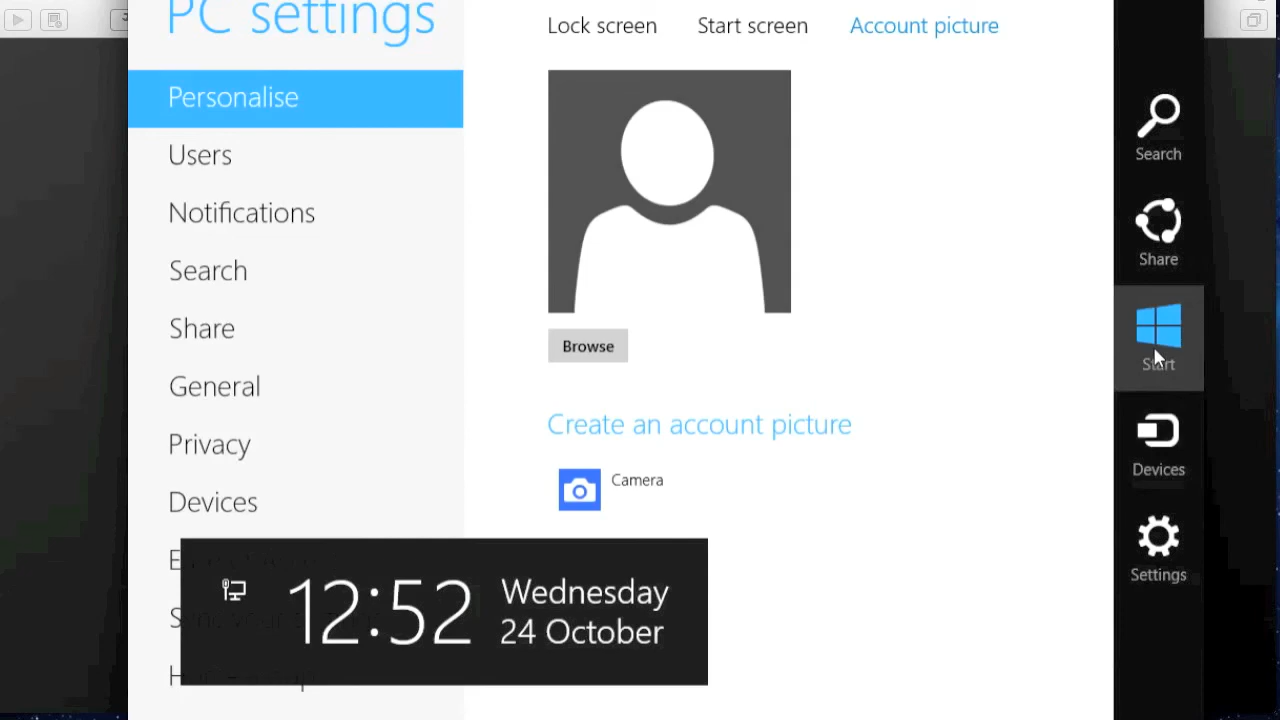 PC settings
Personalise
Users
Notifications
Search
Share
General
Privacy
Devices
Lock screen
Start screen
Account picture
Browse
Create an account picture
Camera
12:52
Wednesday
24 October
Search
Share
Start
Devices
Settings